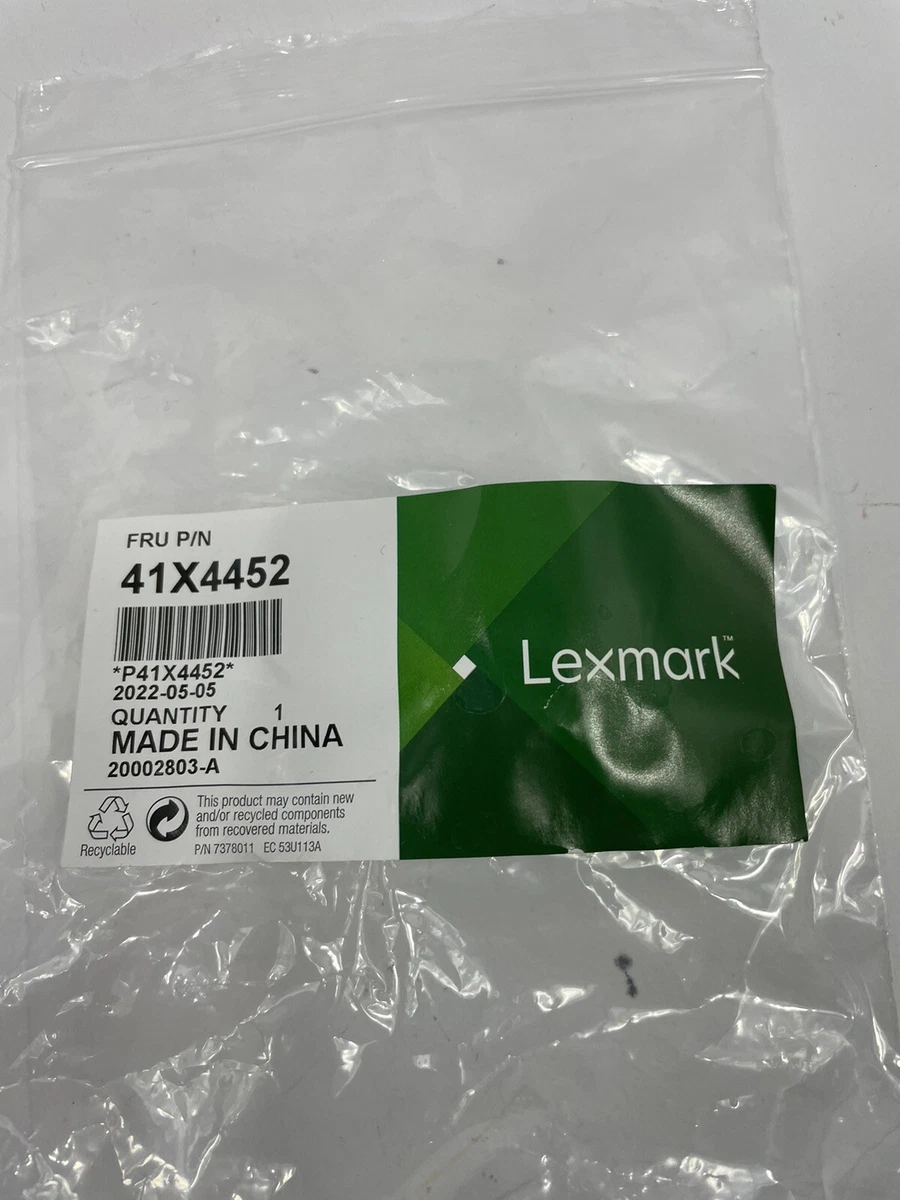 FRU P/N
41X4452
*P41X4452*
2022-05-05
QUANTITY 1
MADE IN CHINA
20002803-A
Recyclable
This product may contain new
and/or recycled components
from recovered materials.
P/N 7378011 EC 53U113A
Lexmark™